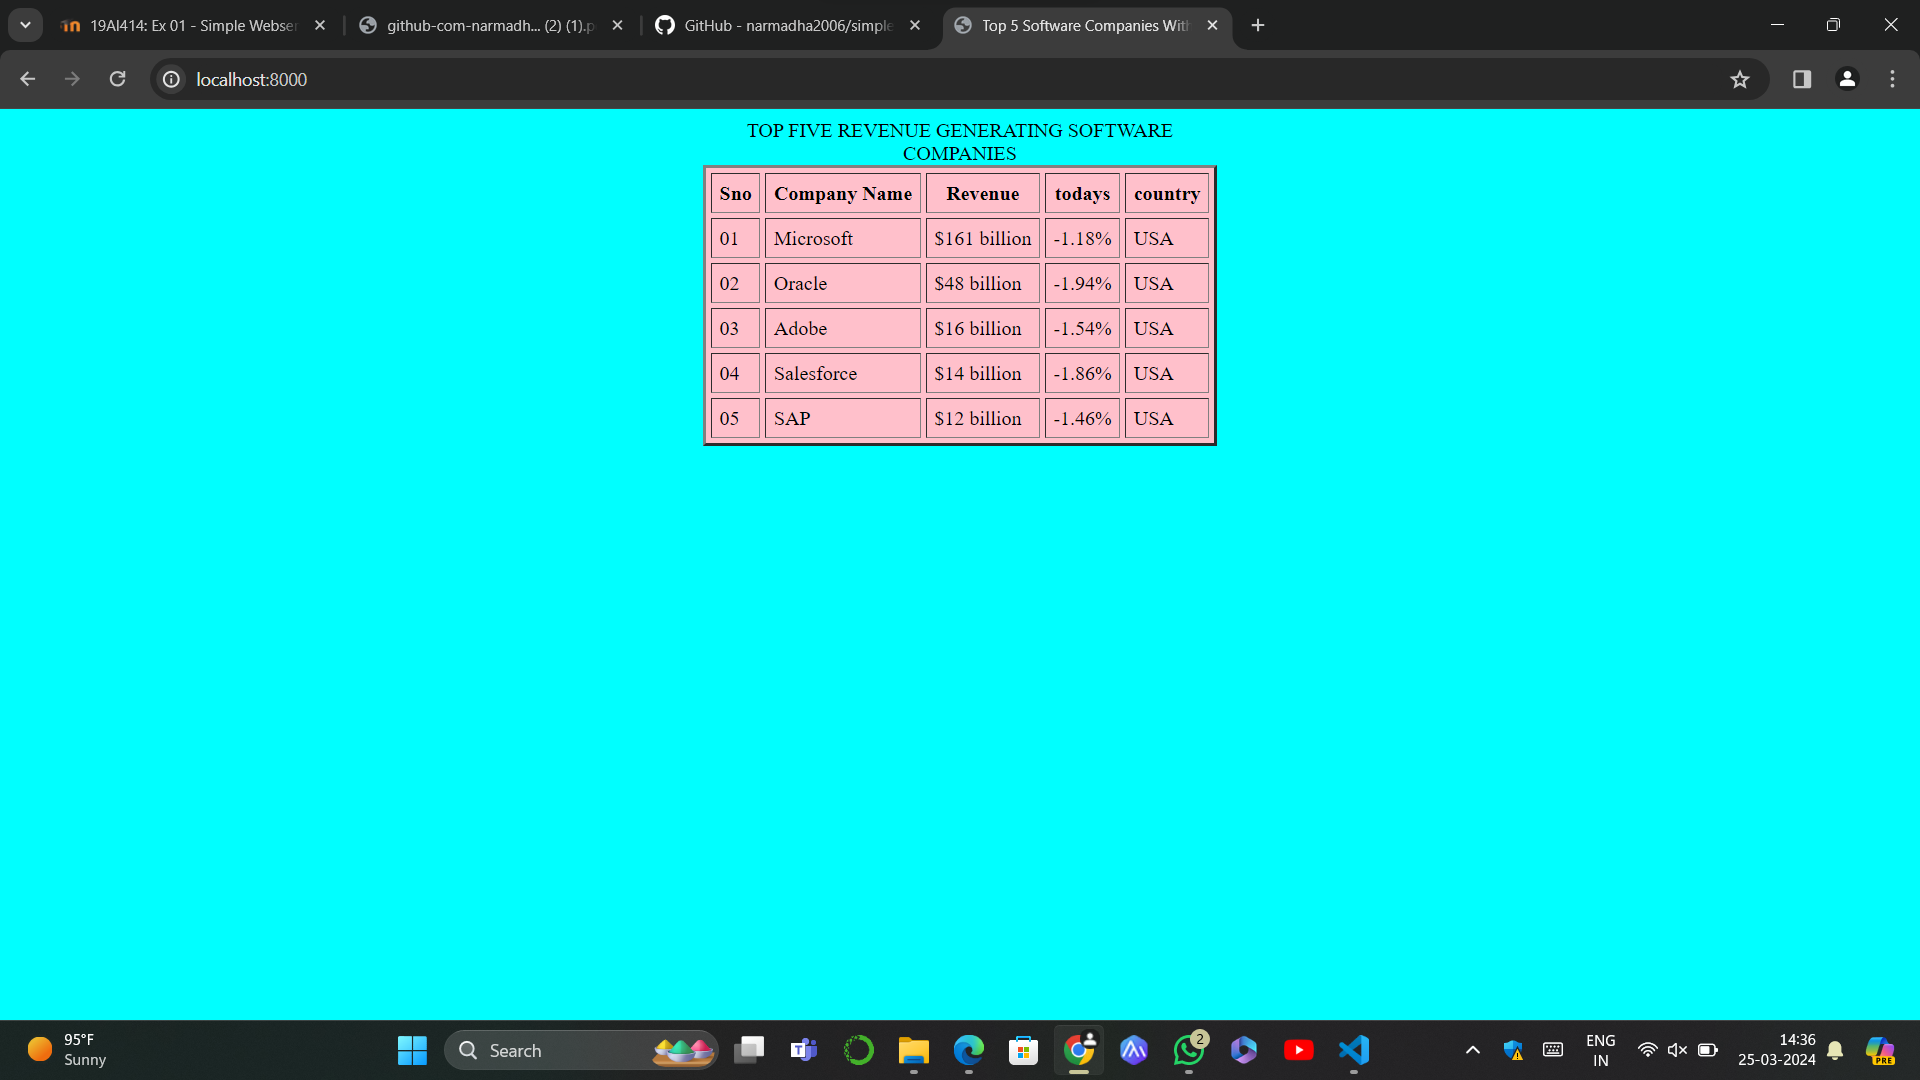 19AI414: Ex 01 - Simple Webser
github-com-narmadh... (2) (1).p
GitHub - narmadha2006/simple
Top 5 Software Companies With
localhost:8000
TOP FIVE REVENUE GENERATING SOFTWARE
COMPANIES
Sno Company Name Revenue todays country
01 Microsoft $161 billion -1.18% USA
02 Oracle $48 billion -1.94% USA
03 Adobe $16 billion -1.54% USA
04 Salesforce $14 billion -1.86% USA
05 SAP $12 billion -1.46% USA
95°F
Sunny
Search
2
ENG
IN
14:36
25-03-2024
PRE